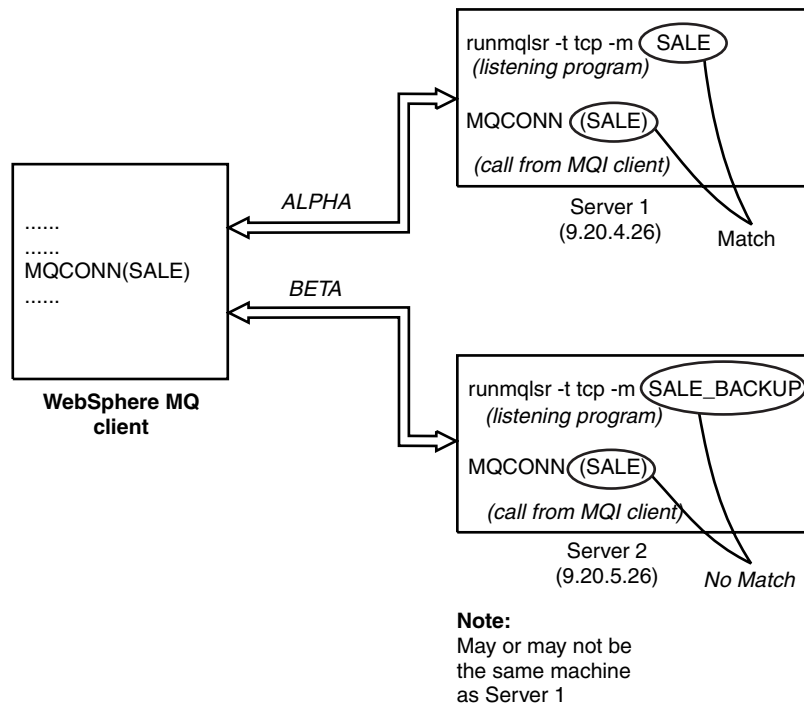 runmqlsr -t tcp -m SALE
(listening program)
MQCONN (SALE)
(call from MQI client)
Server 1
(9.20.4.26)
Match
ALPHA
......
......
MQCONN(SALE)
......
BETA
WebSphere MQ
client
runmqlsr -t tcp -m SALE_BACKUP
(listening program)
MQCONN (SALE)
(call from MQI client)
Server 2
(9.20.5.26)
No Match
Note:
May or may not be
the same machine
as Server 1